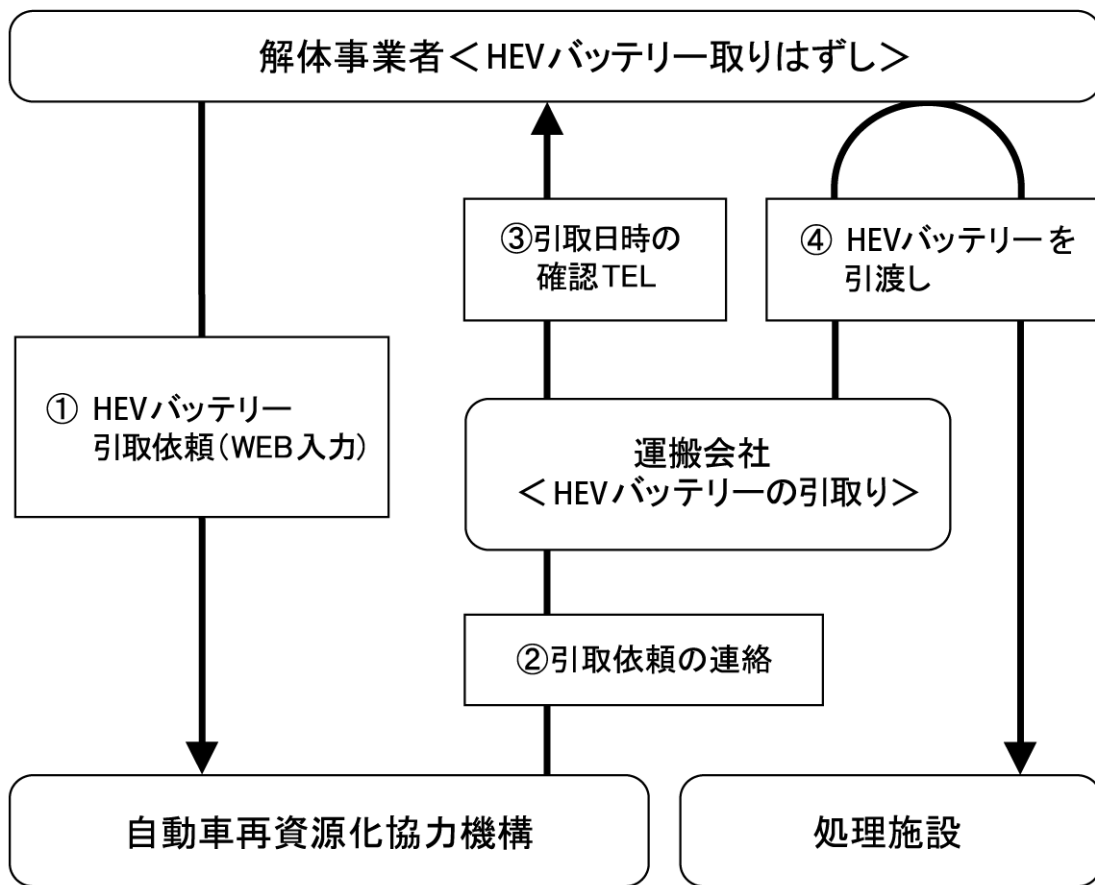 解体事業者＜HEVバッテリー取りはずし＞
③引取日時の
確認TEL
④ HEVバッテリーを
引渡し
① HEVバッテリー
引取依頼（WEB入力）
運搬会社
＜HEVバッテリーの引取り＞
②引取依頼の連絡
自動車再資源化協力機構
処理施設